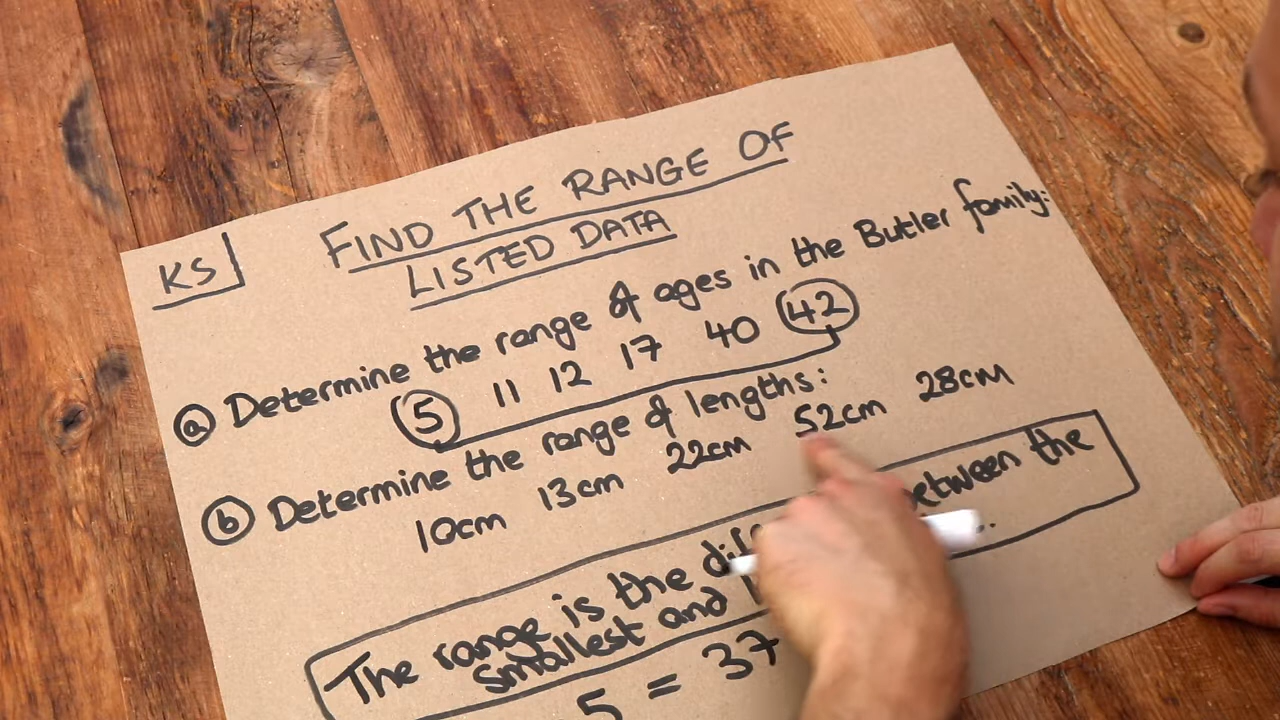 KS
FIND THE RANGE OF
LISTED DATA
a Determine the range of ages in the Butler family:
5 11 12 17 40 42
b Determine the range of lengths:
10cm 13cm 22cm 52cm 28cm
The range is the between the
smallest and
5 = 37